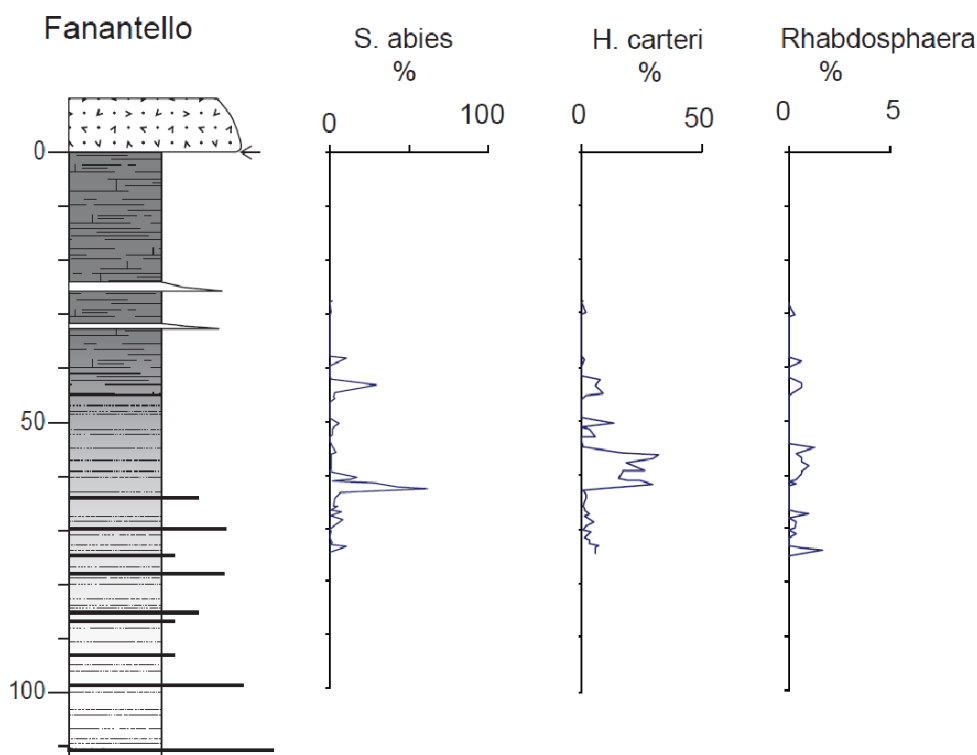 Fanantello
S. abies
%
H. carteri
%
Rhabdosphaera
%
0 100
0 50
0 5
0
50
100